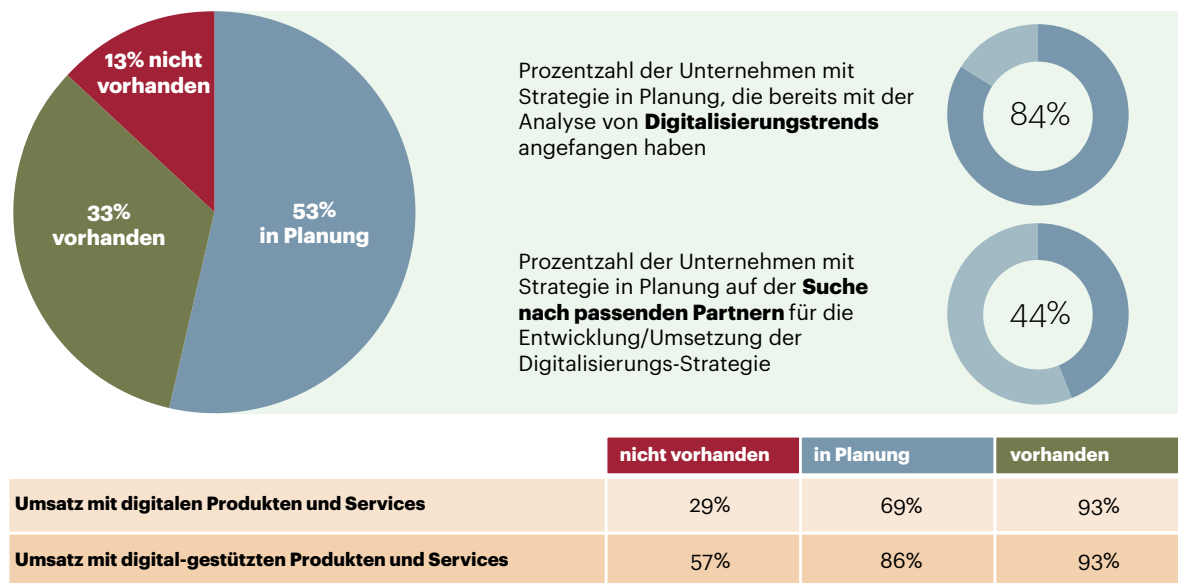 13% nicht
vorhanden
33%
vorhanden
53%
in Planung
Prozentzahl der Unternehmen mit
Strategie in Planung, die bereits mit der
Analyse von Digitalisierungstrends
angefangen haben
84%
Prozentzahl der Unternehmen mit
Strategie in Planung auf der Suche
nach passenden Partnern für die
Entwicklung/Umsetzung der
Digitalisierungs-Strategie
44%
nicht vorhanden in Planung vorhanden
Umsatz mit digitalen Produkten und Services 29% 69% 93%
Umsatz mit digital-gestützten Produkten und Services 57% 86% 93%